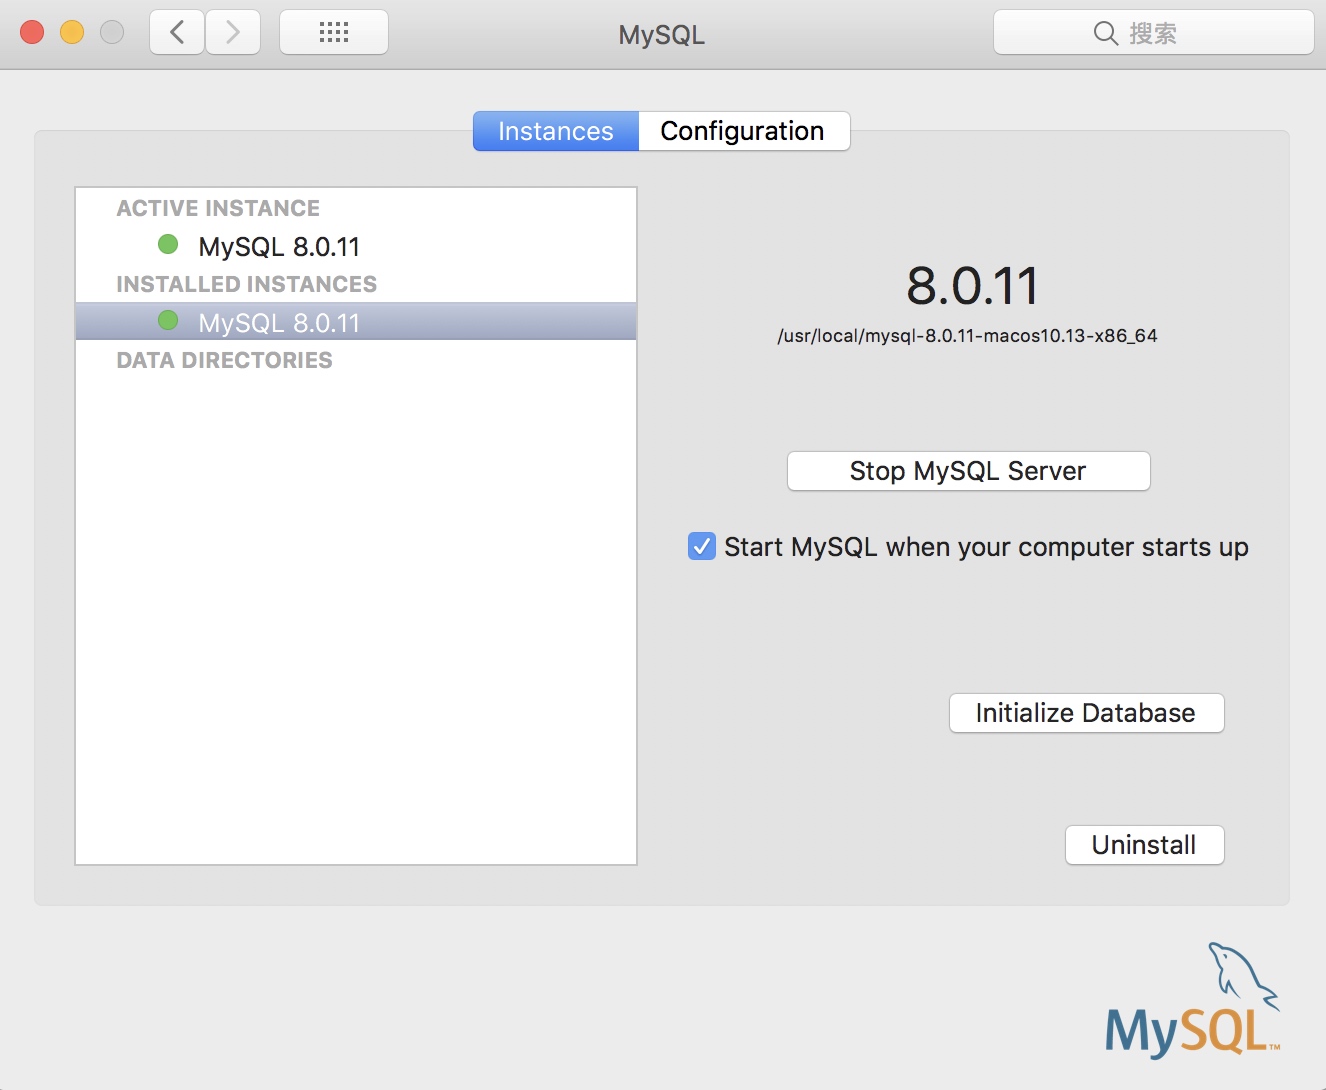 MySQL
搜索
Instances
Configuration
ACTIVE INSTANCE
MySQL 8.0.11
INSTALLED INSTANCES
MySQL 8.0.11
DATA DIRECTORIES
8.0.11
/usr/local/mysql-8.0.11-macos10.13-x86_64
Stop MySQL Server
Start MySQL when your computer starts up
Initialize Database
Uninstall
MySQL™